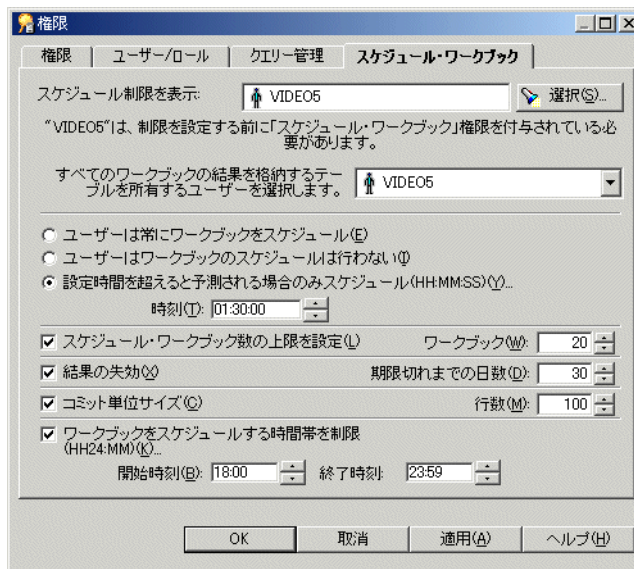 権限
権限 ユーザー/ロール クエリー管理 スケジュール・ワークブック
スケジュール制限を表示: VIDEO5 選択(S)...
"VIDEO5"は、制限を設定する前に「スケジュール・ワークブック」権限を付与されている必
要があります。
すべてのワークブックの結果を格納するテー
ブルを所有するユーザーを選択します。 VIDEO5
ユーザーは常にワークブックをスケジュール(E)
ユーザーはワークブックのスケジュールは行わない(I)
設定時間を超えると予測される場合のみスケジュール(HH:MM:SS)(Y)...
時刻(T): 01:30:00
スケジュール・ワークブック数の上限を設定(L) ワークブック(W): 20
結果の失効(X) 期限切れまでの日数(D): 30
コミット単位サイズ(C) 行数(M): 100
ワークブックをスケジュールする時間帯を制限
(HH24:MM)(K)...
開始時刻(B): 18:00 終了時刻: 23:59
OK 取消 適用(A) ヘルプ(H)